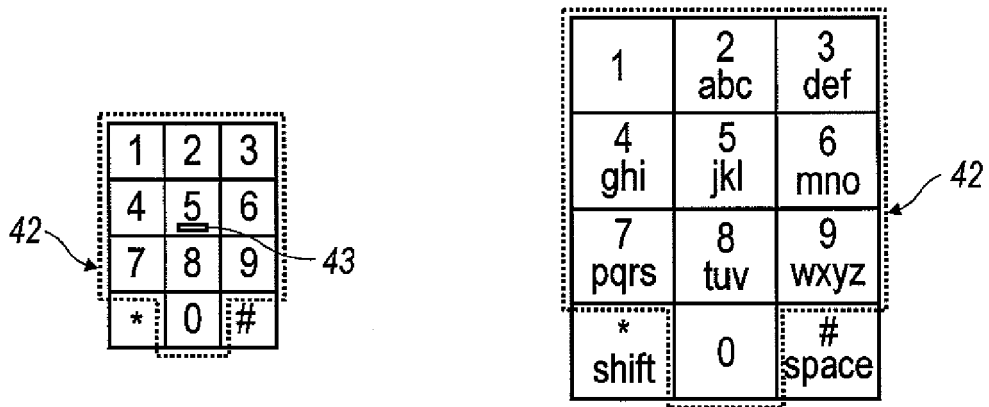 1 2 3
4 5 6
42
7 8 9
43
* 0 #
1 2 3
abc def
4 5 6
ghi jkl mno
42
7 8 9
pqrs tuv wxyz
* 0 #
shift space